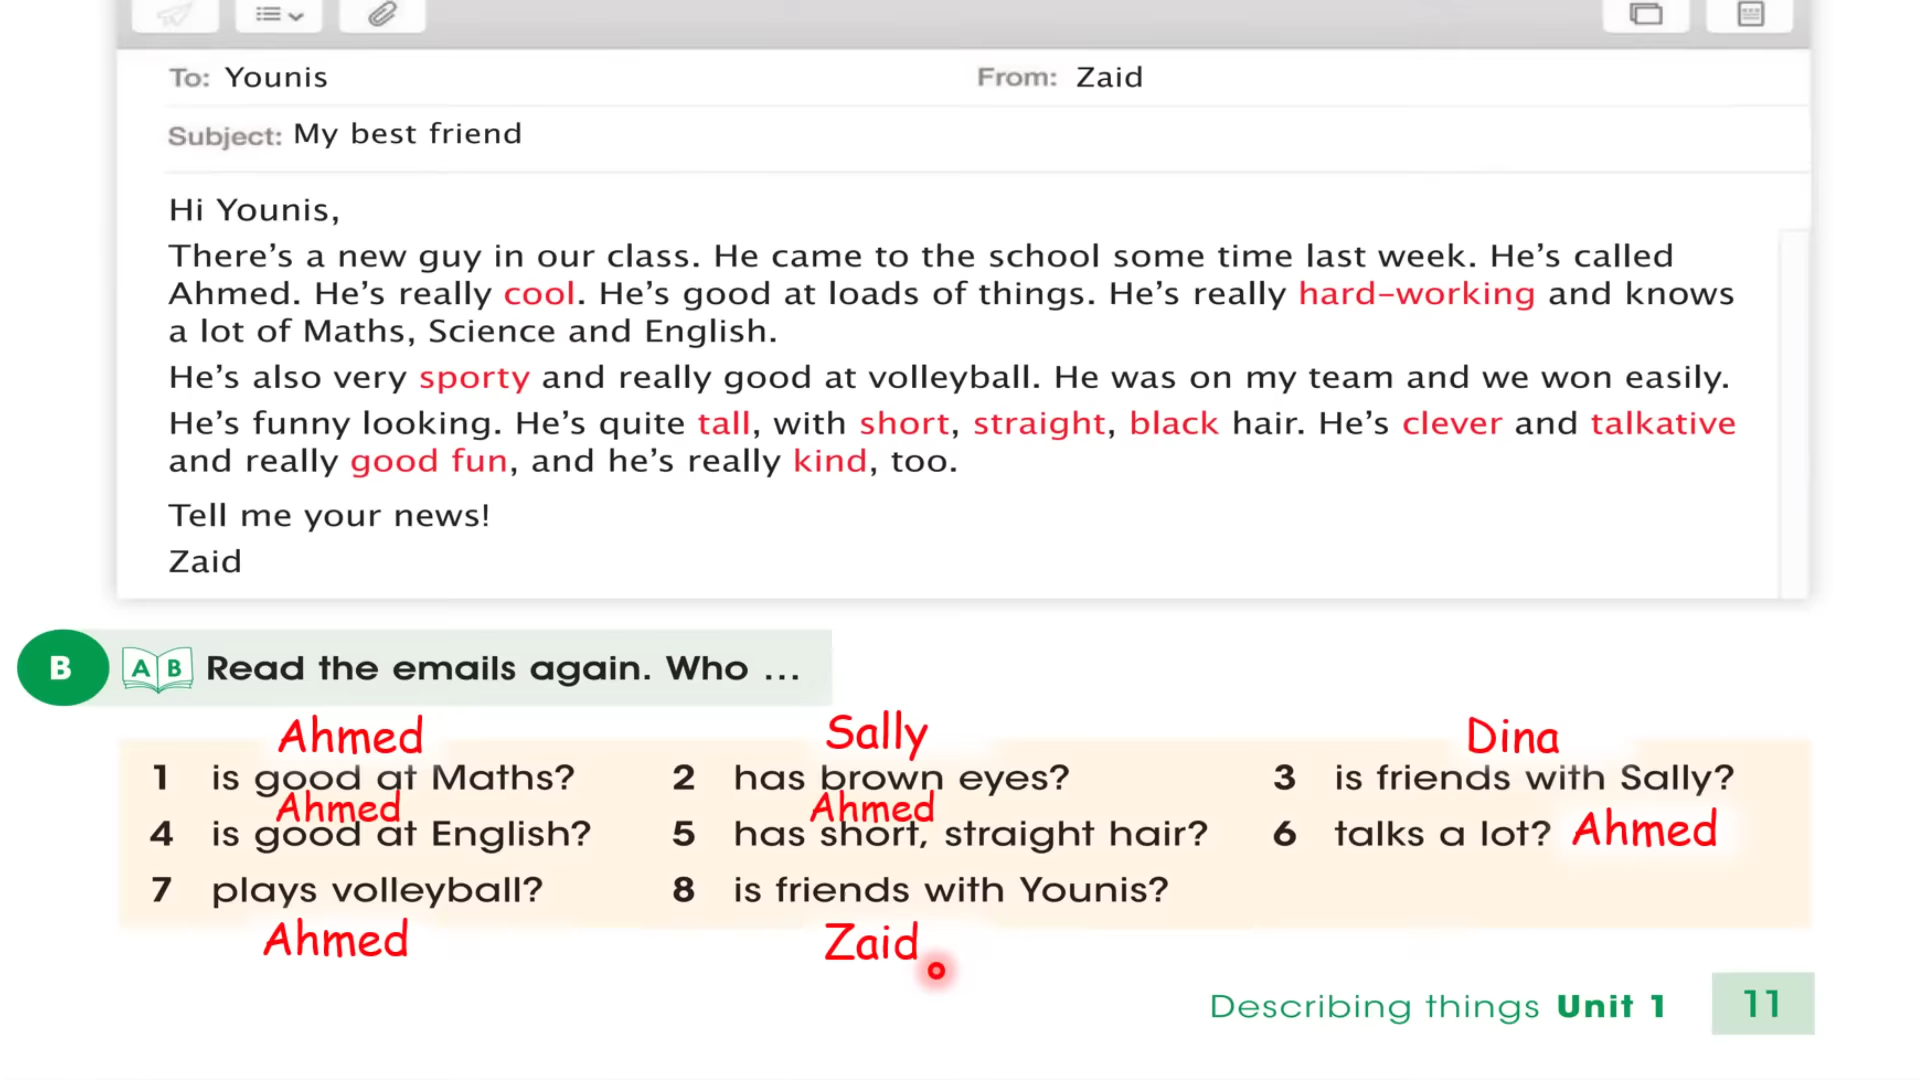 To: Younis From: Zaid
Subject: My best friend
Hi Younis,
There's a new guy in our class. He came to the school some time last week. He's called
Ahmed. He's really cool. He's good at loads of things. He's really hard-working and knows
a lot of Maths, Science and English.
He's also very sporty and really good at volleyball. He was on my team and we won easily.
He's funny looking. He's quite tall, with short, straight, black hair. He's clever and talkative
and really good fun, and he's really kind, too.
Tell me your news!
Zaid
B AB Read the emails again. Who ...
Ahmed Sally Dina
1 is good at Maths? 2 has brown eyes? 3 is friends with Sally?
Ahmed Ahmed
4 is good at English? 5 has short, straight hair? 6 talks a lot? Ahmed
7 plays volleyball? 8 is friends with Younis?
Ahmed Zaid
Describing things Unit 1 11